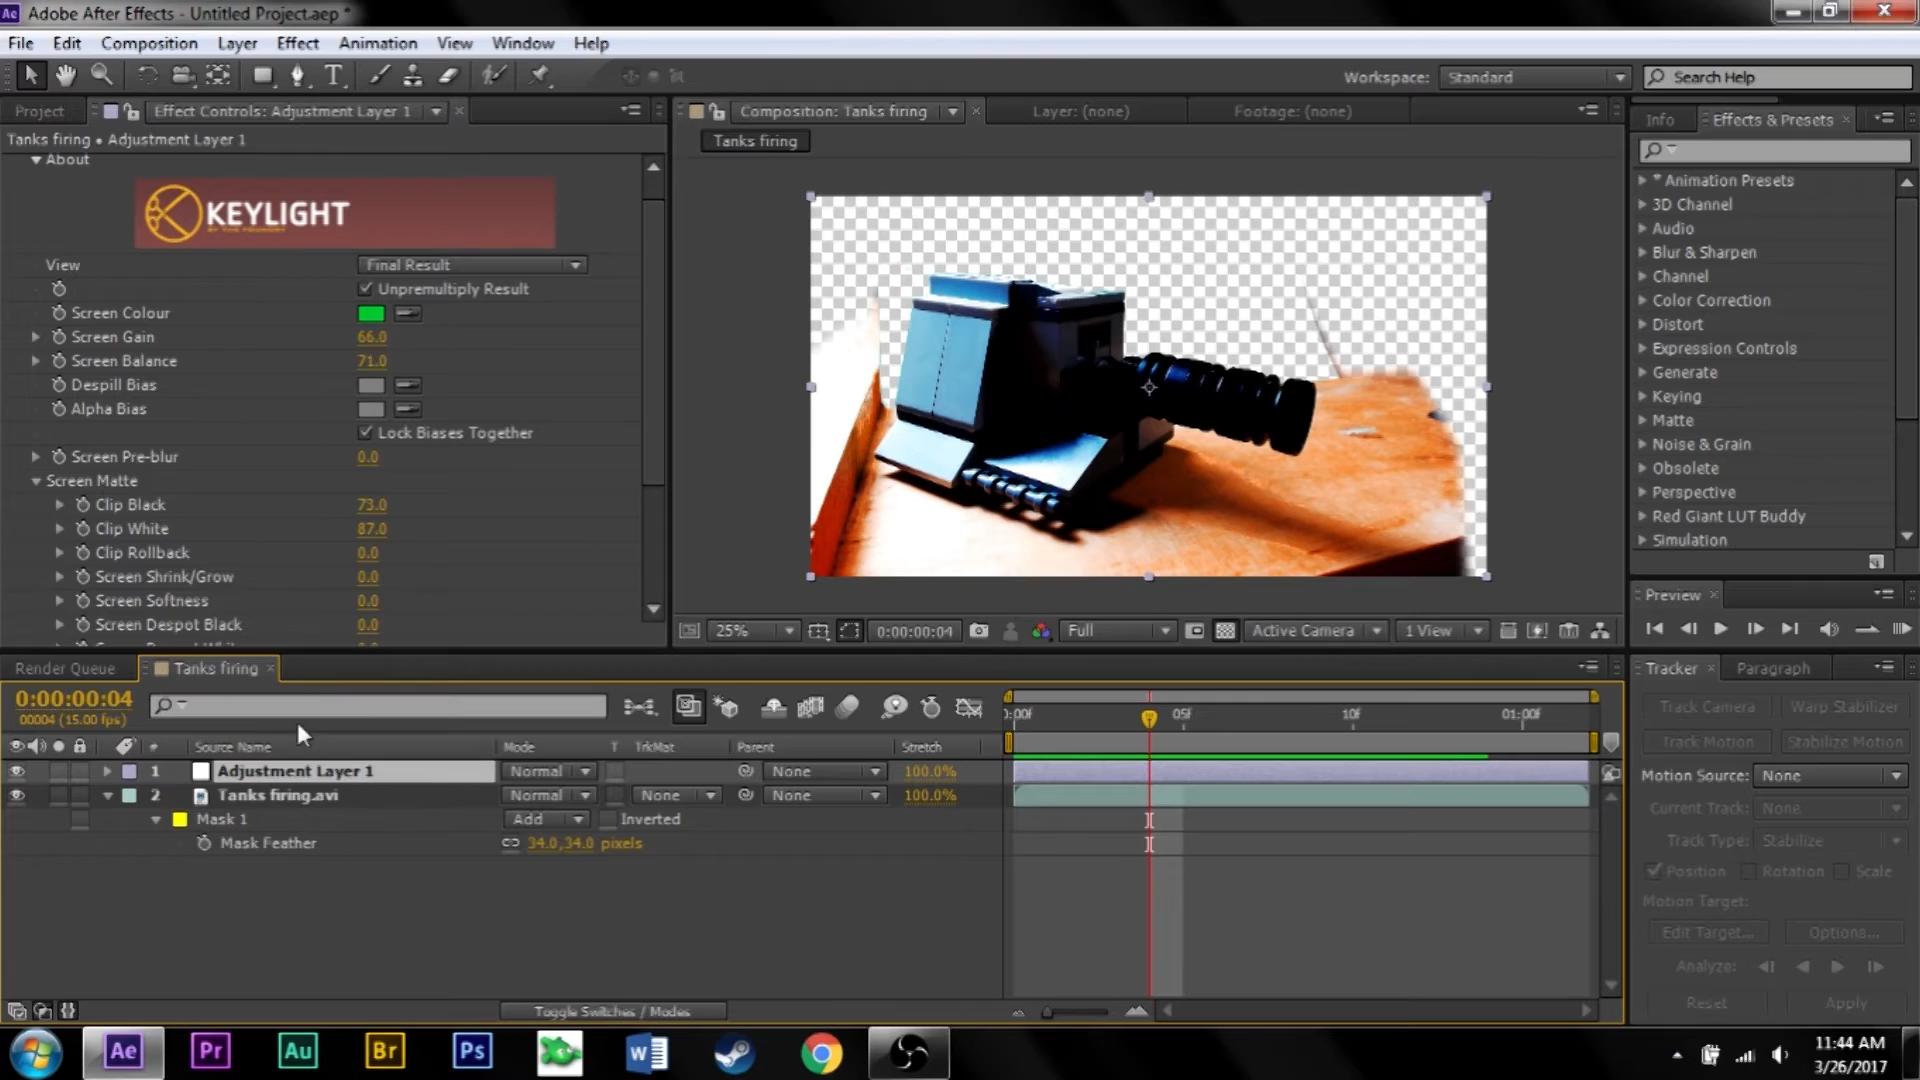 Ae Adobe After Effects - Untitled Project.aep *
File Edit Composition Layer Effect Animation View Window Help
T Workspace: Standard Search Help
Project Effect Controls: Adjustment Layer 1 Composition: Tanks firing Layer: (none) Footage: (none) Info Effects & Presets
Tanks firing • Adjustment Layer 1
Tanks firing
About
KEYLIGHT
BY THE FOUNDRY
View Final Result
Unpremultiply Result
Screen Colour
Screen Gain 66.0
Screen Balance 71.0
Despill Bias
Alpha Bias
Lock Biases Together
Screen Pre-blur 0.0
Screen Matte
Clip Black 73.0
Clip White 87.0
Clip Rollback 0.0
Screen Shrink/Grow 0.0
Screen Softness 0.0
Screen Despot Black 0.0
* Animation Presets
3D Channel
Audio
Blur & Sharpen
Channel
Color Correction
Distort
Expression Controls
Generate
Keying
Matte
Noise & Grain
Obsolete
Perspective
Red Giant LUT Buddy
Simulation
25% 0:00:00:04 Full Active Camera 1 View
Preview
Render Queue Tanks firing
0:00:00:04
00004 (15.00 fps)
# Source Name Mode T TrkMat Parent Stretch
1 Adjustment Layer 1 Normal None 100.0%
2 Tanks firing.avi Normal None None 100.0%
Mask 1 Add Inverted
Mask Feather 34.0,34.0 pixels
):00f 05f 10f 01:00f
Toggle Switches / Modes
Tracker Paragraph
Track Camera Warp Stabilizer
Track Motion Stabilize Motion
Motion Source: None
Current Track: None
Track Type: Stabilize
Position Rotation Scale
Motion Target:
Edit Target... Options...
Analyze:
Reset Apply
Ae Pr Au Br Ps W
11:44 AM
3/26/2017